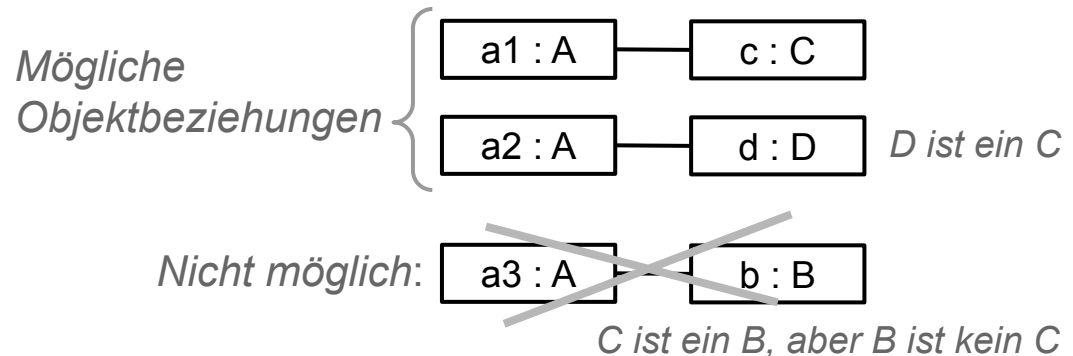 Mögliche
Objektbeziehungen
a1 : A
c : C
a2 : A
d : D
D ist ein C
Nicht möglich:
a3 : A
b : B
C ist ein B, aber B ist kein C